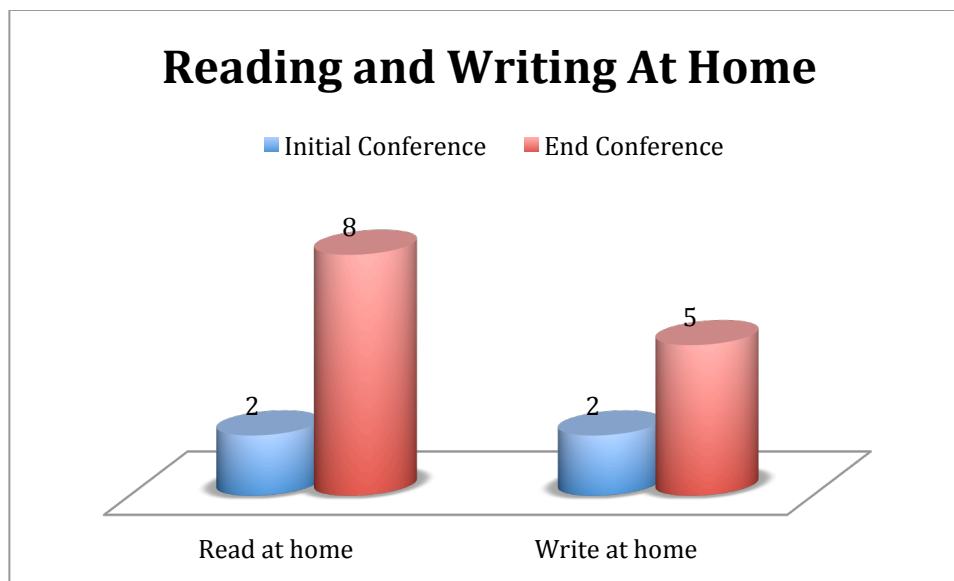 Reading and Writing At Home
Initial Conference End Conference
8
5
2 2
Read at home Write at home